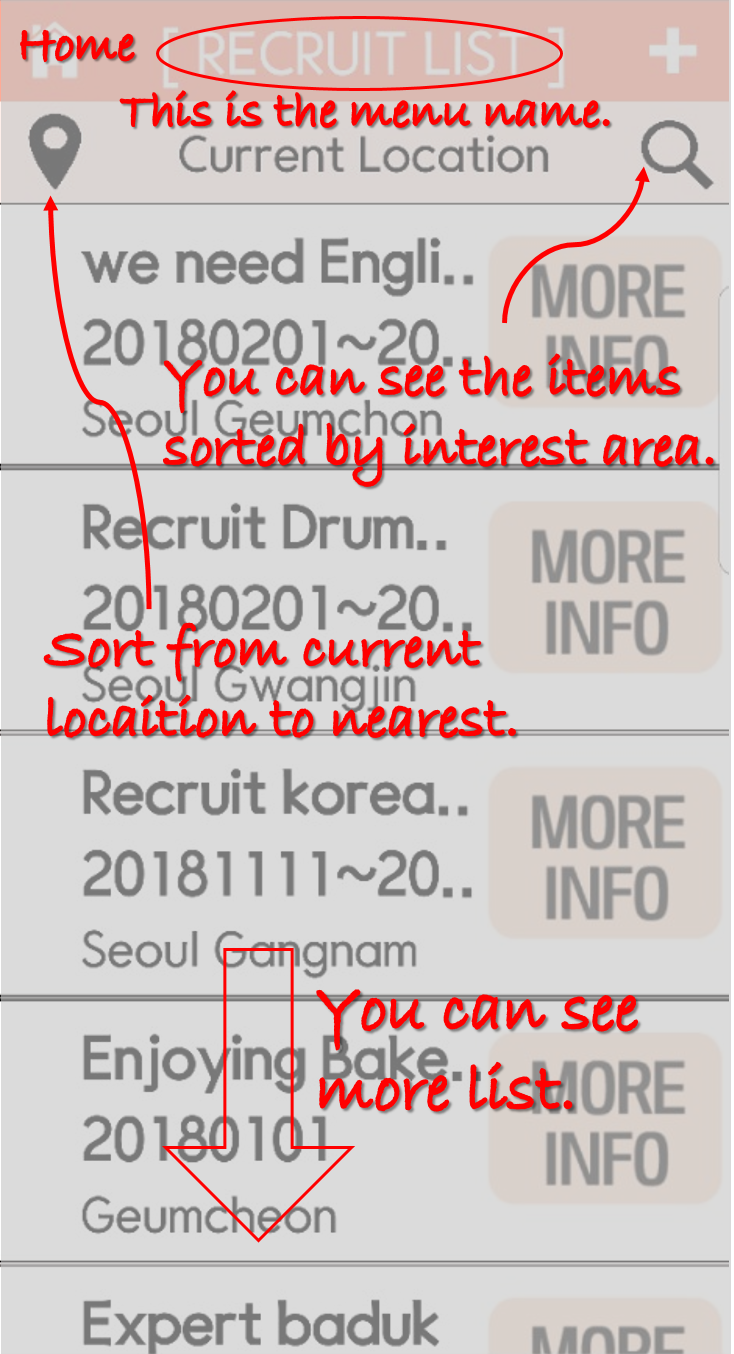 Home
[ RECRUIT LIST ]
This is the menu name.
Current Location
we need Engli..
20180201~20..
Seoul Geumchon
MORE
INFO
You can see the items
sorted by interest area.
Recruit Drum..
20180201~20..
Seoul Gwangjin
MORE
INFO
Sort from current
locaition to nearest.
Recruit korea..
20181111~20..
Seoul Gangnam
MORE
INFO
You can see
more list.
Enjoying Bake..
20180101
Geumcheon
MORE
INFO
Expert baduk
MORE